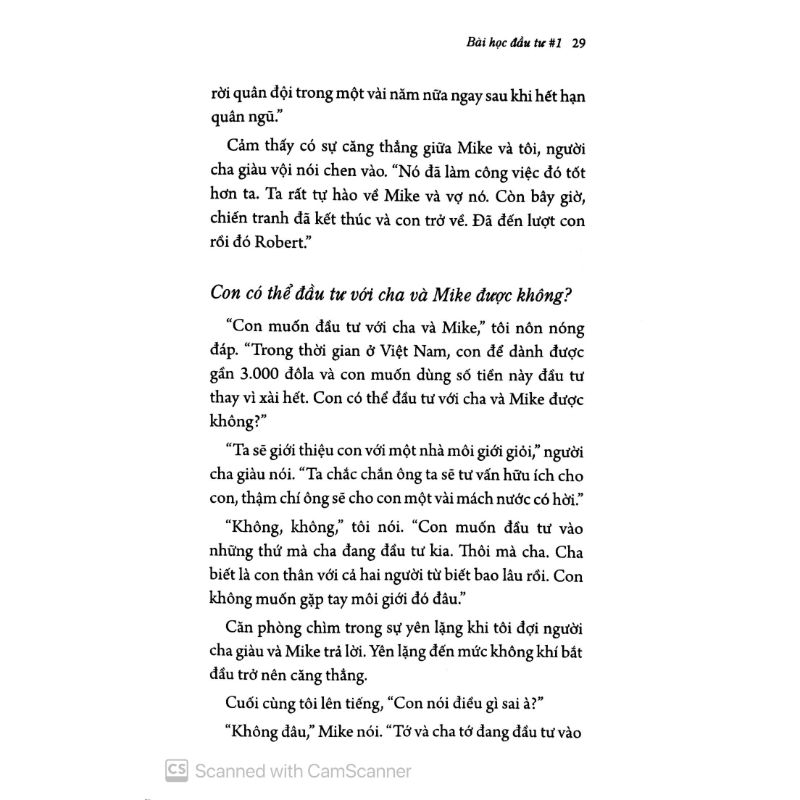 Bài học đầu tư #1 29
rời quân đội trong một vài năm nữa ngay sau khi hết hạn
quân ngũ.”
Cảm thấy có sự căng thẳng giữa Mike và tôi, người
cha giàu vội nói chen vào. “Nó đã làm công việc đó tốt
hơn ta. Ta rất tự hào về Mike và vợ nó. Còn bây giờ,
chiến tranh đã kết thúc và con trở về. Đã đến lượt con
rồi đó Robert.”
Con có thể đầu tư với cha và Mike được không?
“Con muốn đầu tư với cha và Mike,” tôi nôn nóng
đáp. “Trong thời gian ở Việt Nam, con để dành được
gần 3.000 đôla và con muốn dùng số tiền này đầu tư
thay vì xài hết. Con có thể đầu tư với cha và Mike được
không?”
“Ta sẽ giới thiệu con với một nhà môi giới giỏi,” người
cha giàu nói. “Ta chắc chắn ông ta sẽ tư vấn hữu ích cho
con, thậm chí ông sẽ cho con một vài mách nước có hời.”
“Không, không,” tôi nói. “Con muốn đầu tư vào
những thứ mà cha đang đầu tư kia. Thôi mà cha. Cha
biết là con thân với cả hai người từ biết bao lâu rồi. Con
không muốn gặp tay môi giới đó đâu.”
Căn phòng chìm trong sự yên lặng khi tôi đợi người
cha giàu và Mike trả lời. Yên lặng đến mức không khí bắt
đầu trở nên căng thẳng.
Cuối cùng tôi lên tiếng, “Con nói điều gì sai à?”
“Không đâu,” Mike nói. “Tớ và cha tớ đang đầu tư vào
CS Scanned with CamScanner